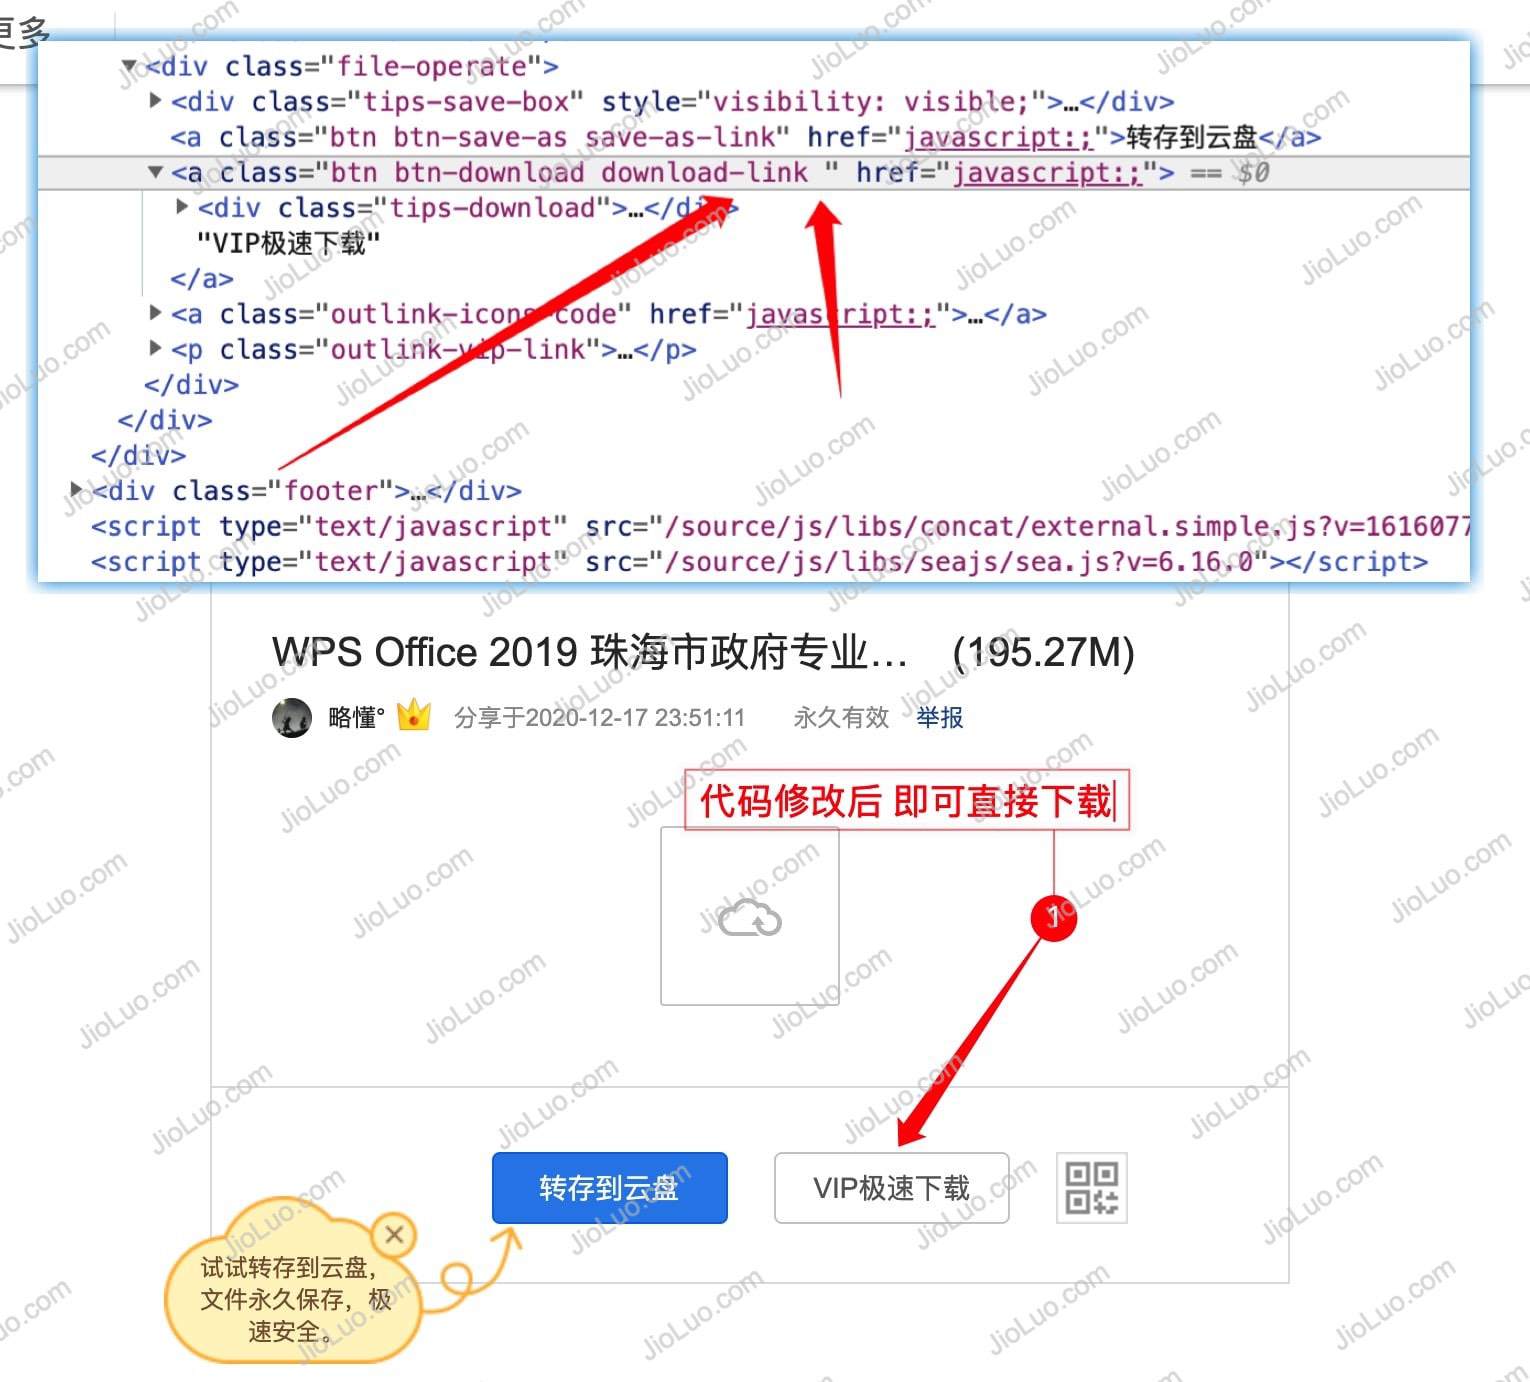 更多
<div class="file-operate">
<div class="tips-save-box" style="visibility: visible;">…</div>
<a class="btn btn-save-as save-as-link" href="javascript:;">转存到云盘</a>
<a class="btn btn-download download-link " href="javascript:;"> == $0
<div class="tips-download">…</div>
"VIP极速下载"
</a>
<a class="outlink-icons-code" href="javascript:;">…</a>
<p class="outlink-vip-link">…</p>
</div>
</div>
</div>
<div class="footer">…</div>
<script type="text/javascript" src="/source/js/libs/concat/external.simple.js?v=1616077
<script type="text/javascript" src="/source/js/libs/seajs/sea.js?v=6.16.0"></script>
WPS Office 2019 珠海市政府专业… (195.27M)
略懂° 分享于2020-12-17 23:51:11 永久有效 举报
代码修改后 即可直接下载
1
转存到云盘 VIP极速下载
试试转存到云盘,
文件永久保存，极
速安全。
JioLuo.com